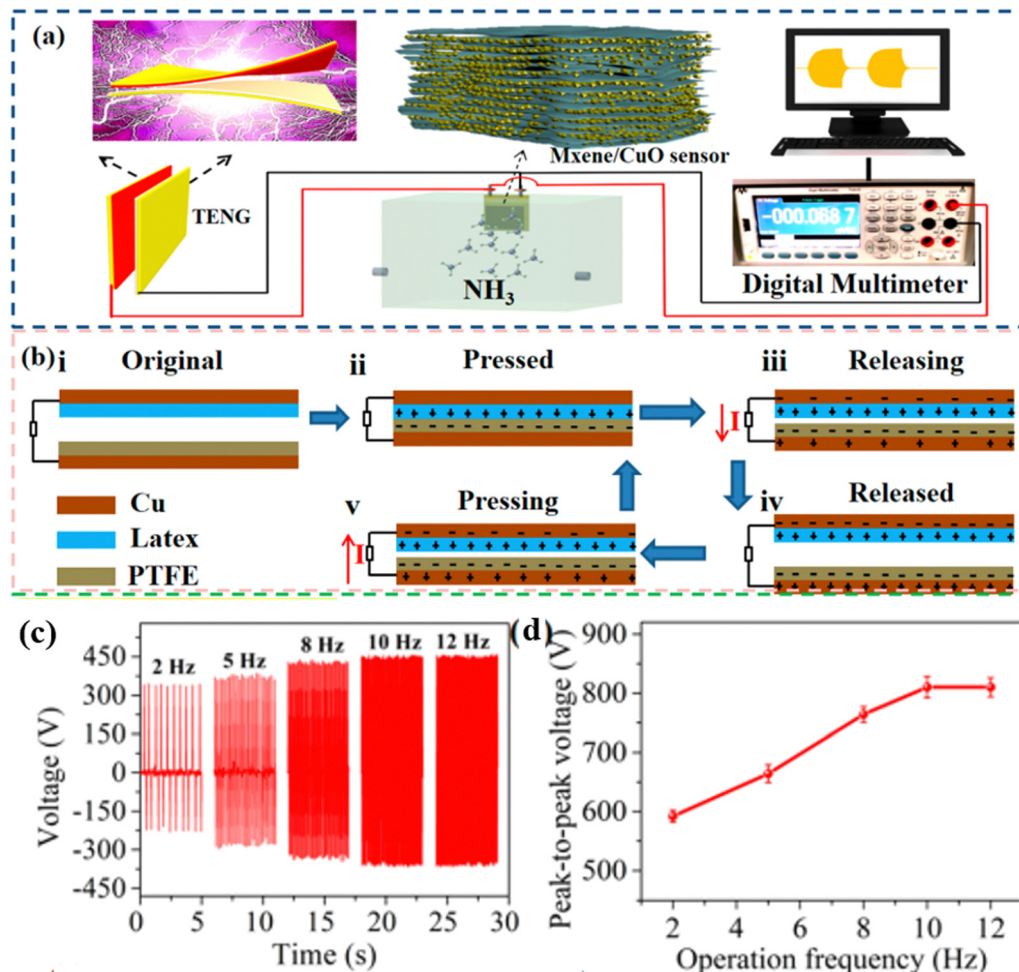 (a)
Mxene/CuO sensor
TENG
NH3
-000.068 7
Digital Multimeter
(b) i Original ii Pressed iii Releasing
I
v Pressing iv Released
I
Cu
Latex
PTFE
(c)
2 Hz 5 Hz 8 Hz 10 Hz 12 Hz
Voltage (V)
450
300
150
0
-150
-300
-450
0 5 10 15 20 25 30
Time (s)
(d)
Peak-to-peak voltage (V)
900
800
700
600
500
2 4 6 8 10 12
Operation frequency (Hz)